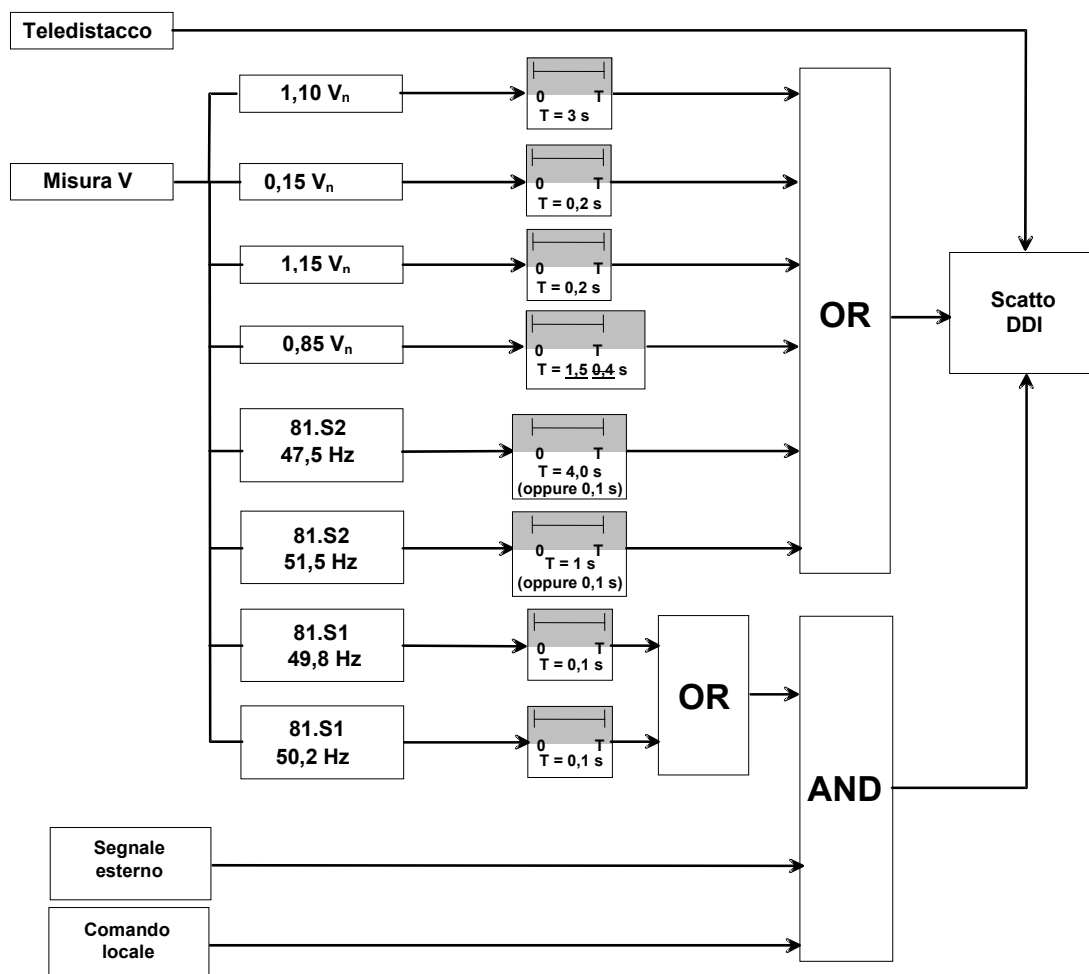 Teledistacco
1,10 Vn
0 T
T = 3 s
Misura V
0,15 Vn
0 T
T = 0,2 s
1,15 Vn
0 T
T = 0,2 s
0,85 Vn
0 T
T = 1,5 0,4 s
81.S2
47,5 Hz
0 T
T = 4,0 s
(oppure 0,1 s)
81.S2
51,5 Hz
0 T
T = 1 s
(oppure 0,1 s)
OR
Scatto
DDI
81.S1
49,8 Hz
0 T
T = 0,1 s
81.S1
50,2 Hz
0 T
T = 0,1 s
OR
AND
Segnale
esterno
Comando
locale